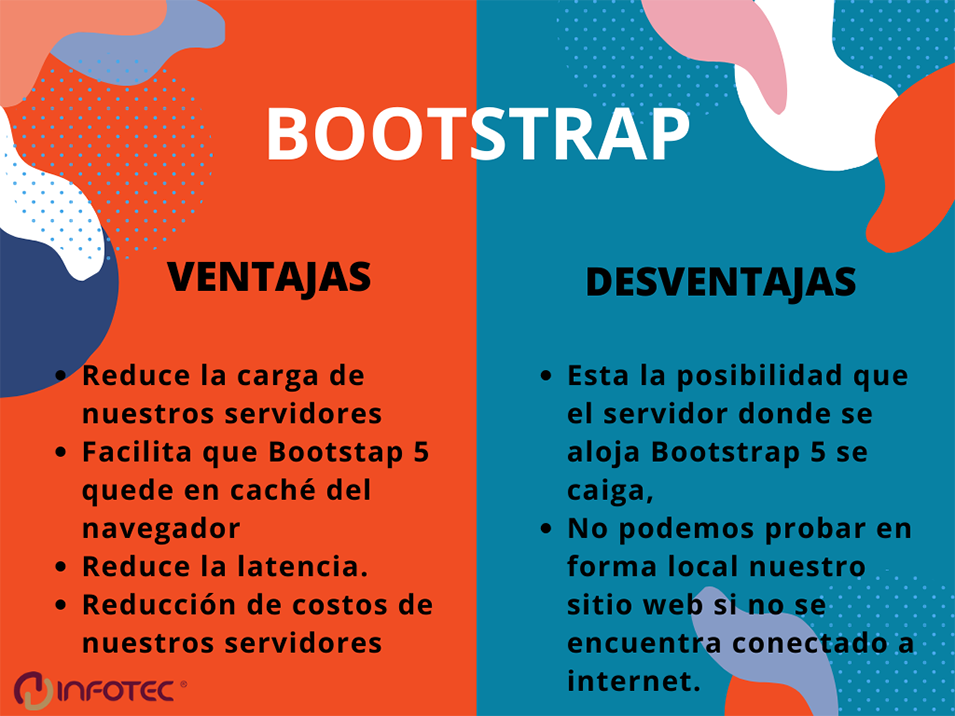 BOOTSTRAP
VENTAJAS
• Reduce la carga de
nuestros servidores
• Facilita que Bootstap 5
quede en caché del
navegador
• Reduce la latencia.
• Reducción de costos de
nuestros servidores
DESVENTAJAS
• Esta la posibilidad que
el servidor donde se
aloja Bootstrap 5 se
caiga,
• No podemos probar en
forma local nuestro
sitio web si no se
encuentra conectado a
internet.
INFOTEC®